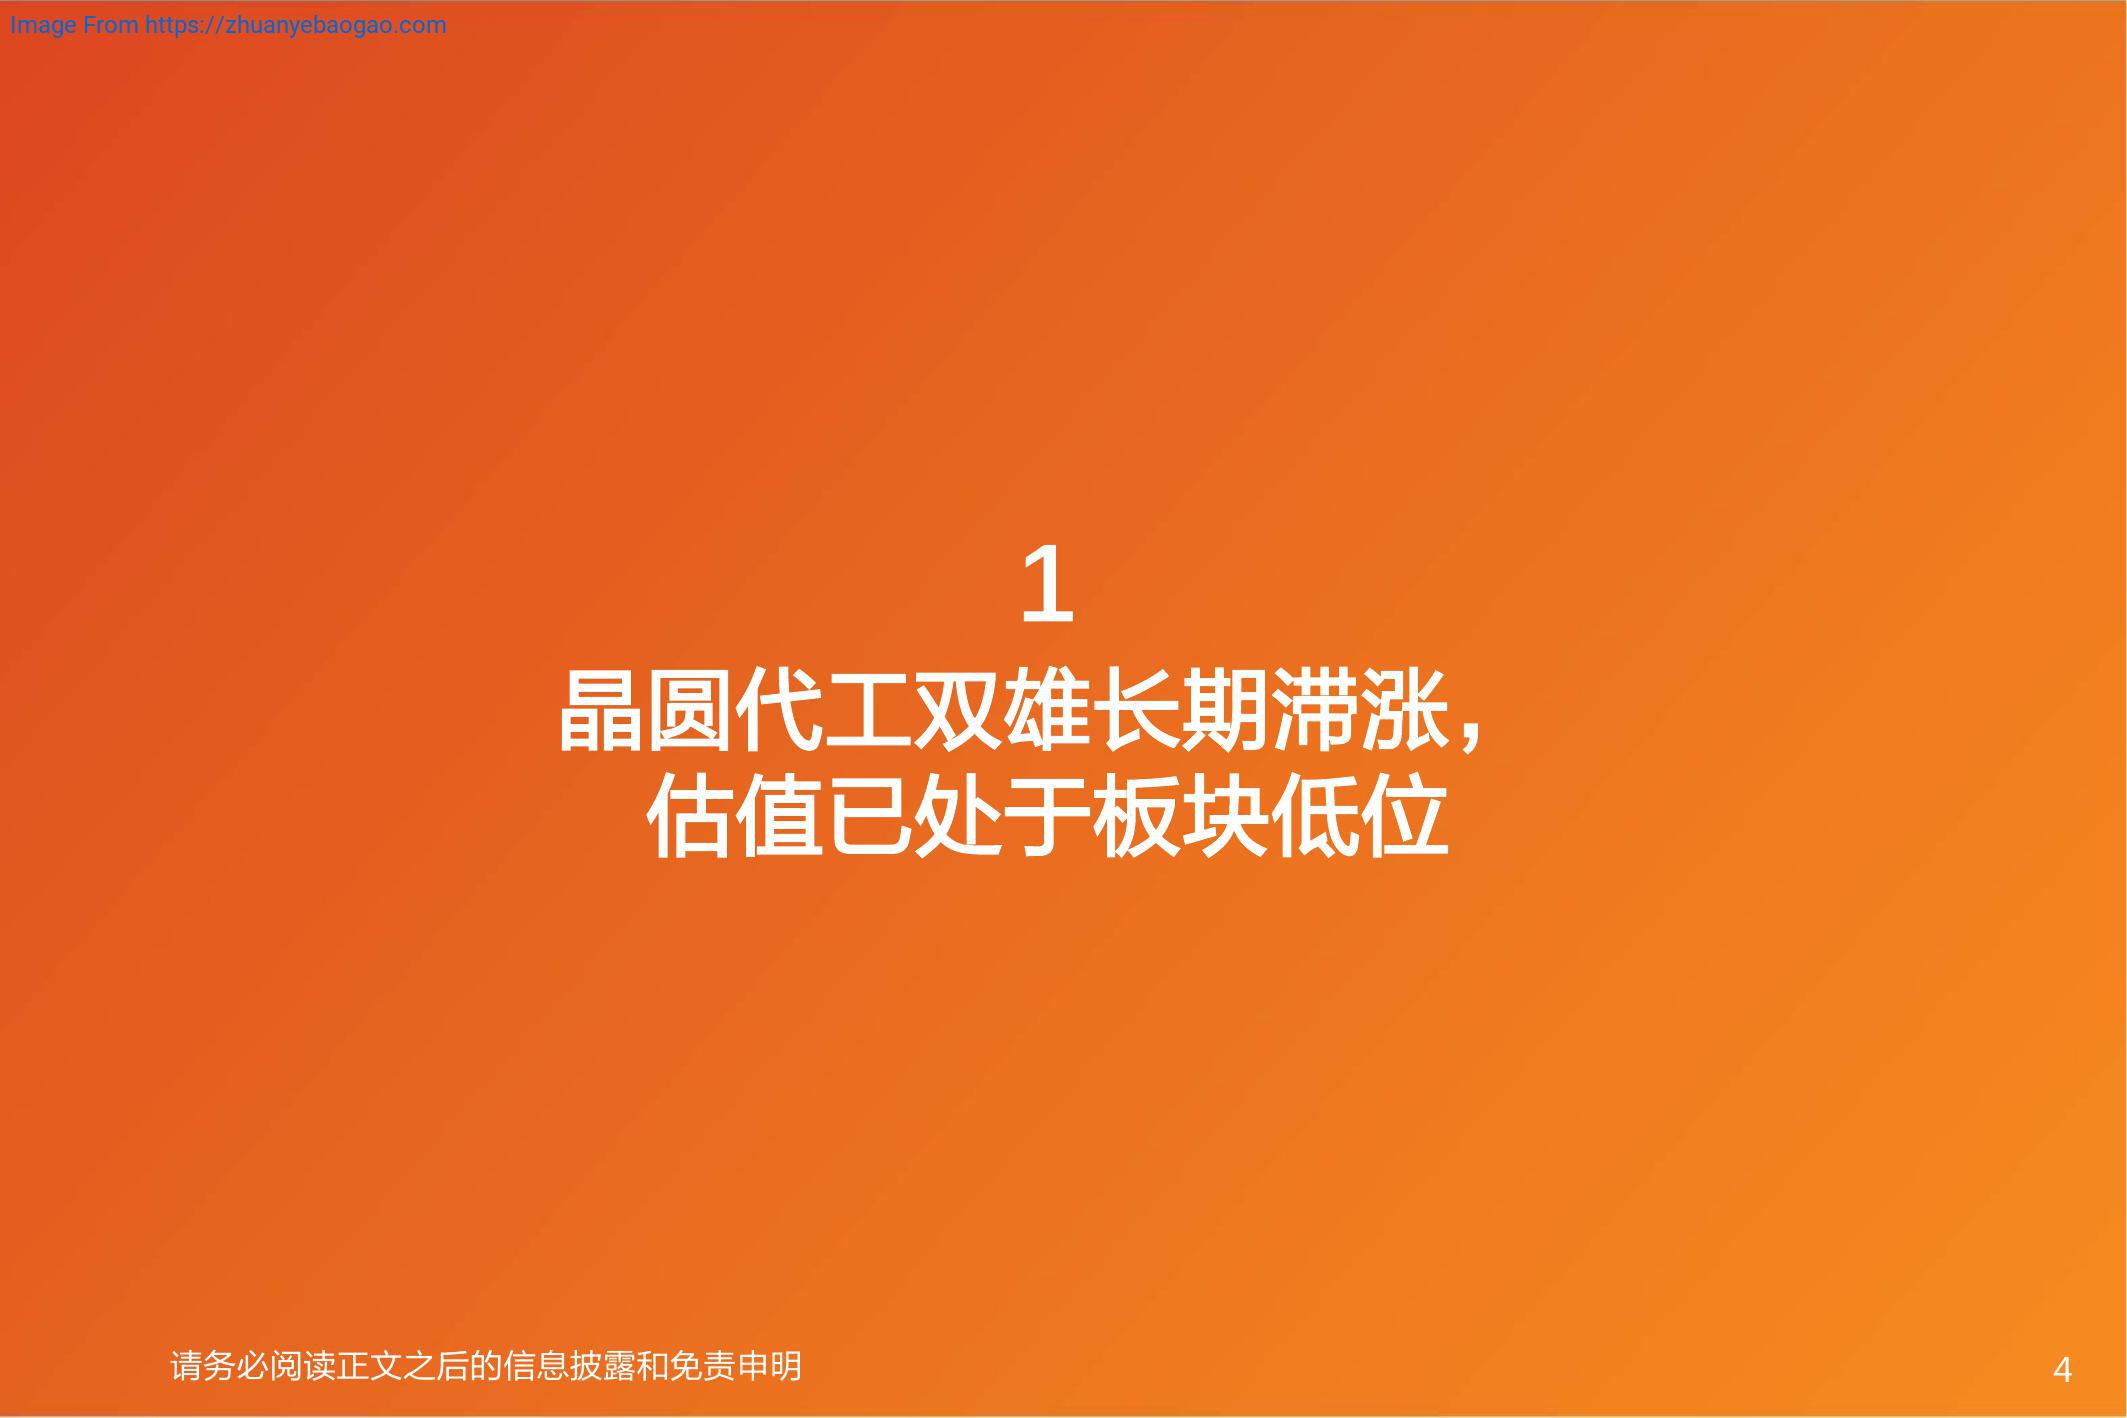 Image From https://zhuanyebaogao.com
1
晶圆代工双雄长期滞涨，
估值已处于板块低位
请务必阅读正文之后的信息披露和免责申明
4